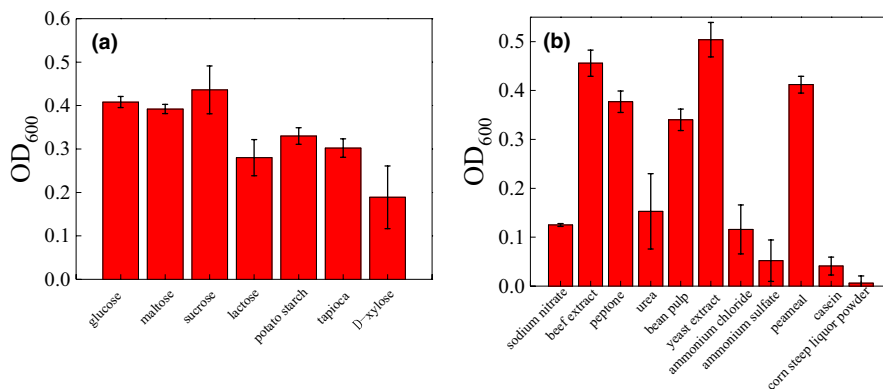 (a)
OD600
0.6
0.5
0.4
0.3
0.2
0.1
0.0
glucose
maltose
sucrose
lactose
potato starch
tapioca
D-xylose
(b)
OD600
0.5
0.4
0.3
0.2
0.1
0.0
sodium nitrate
beef extract
peptone
urea
bean pulp
yeast extract
ammonium chloride
ammonium sulfate
peameal
casein
corn steep liquor powder